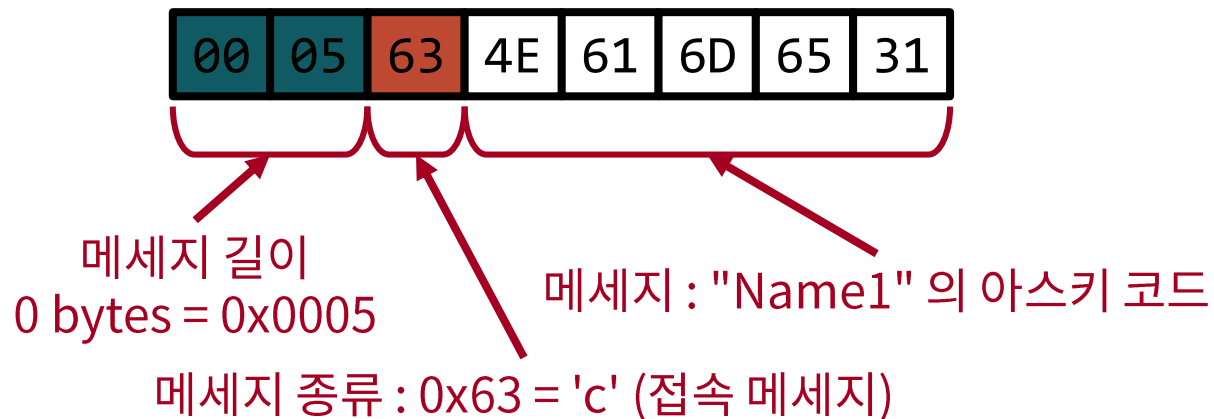 00 05 63 4E 61 6D 65 31
메세지 길이
0 bytes = 0x0005
메세지 : "Name1" 의 아스키 코드
메세지 종류 : 0x63 = 'c' (접속 메세지)